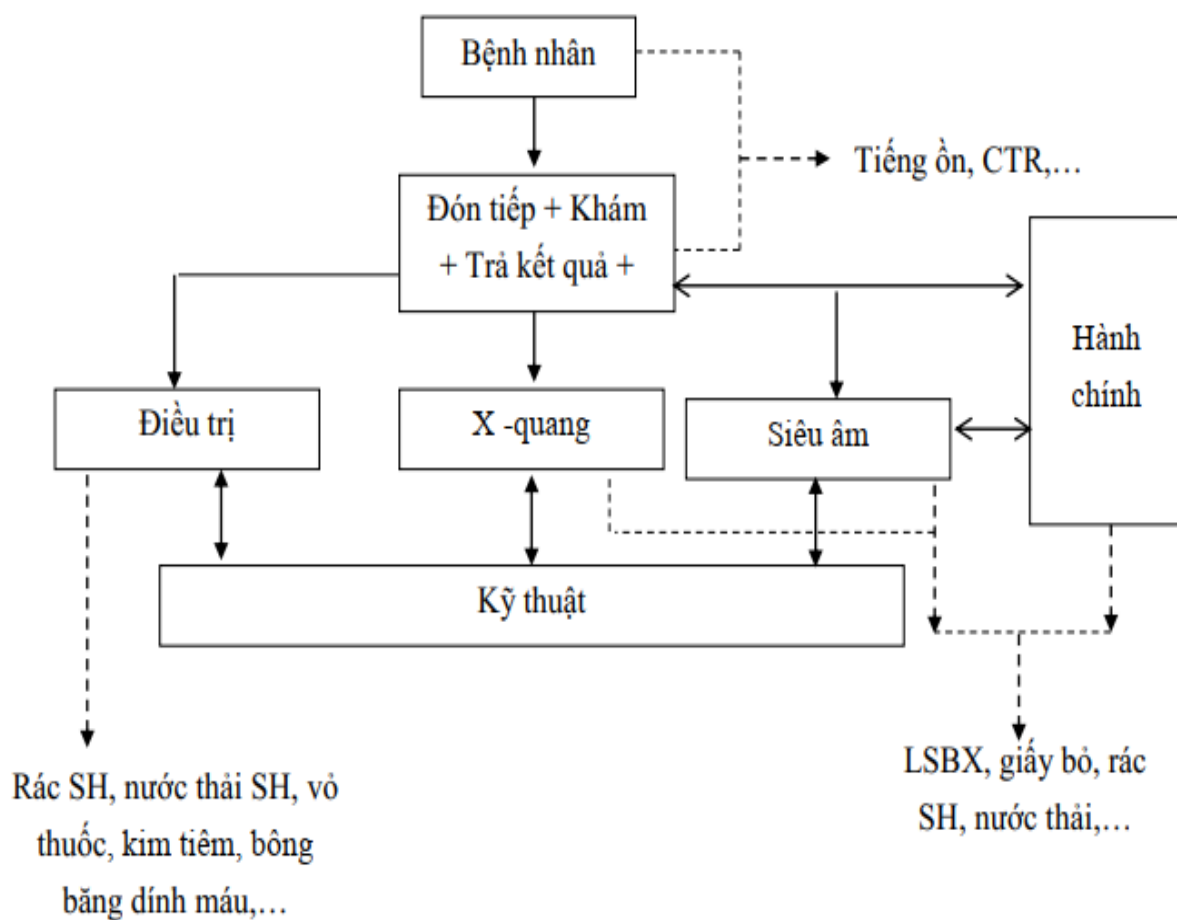 Bệnh nhân
Tiếng ồn, CTR,…
Đón tiếp + Khám
+ Trả kết quả +
Hành
chính
Điều trị
X -quang
Siêu âm
Kỹ thuật
Rác SH, nước thải SH, vỏ
thuốc, kim tiêm, bông
băng dính máu,…
LSBX, giấy bỏ, rác
SH, nước thải,…